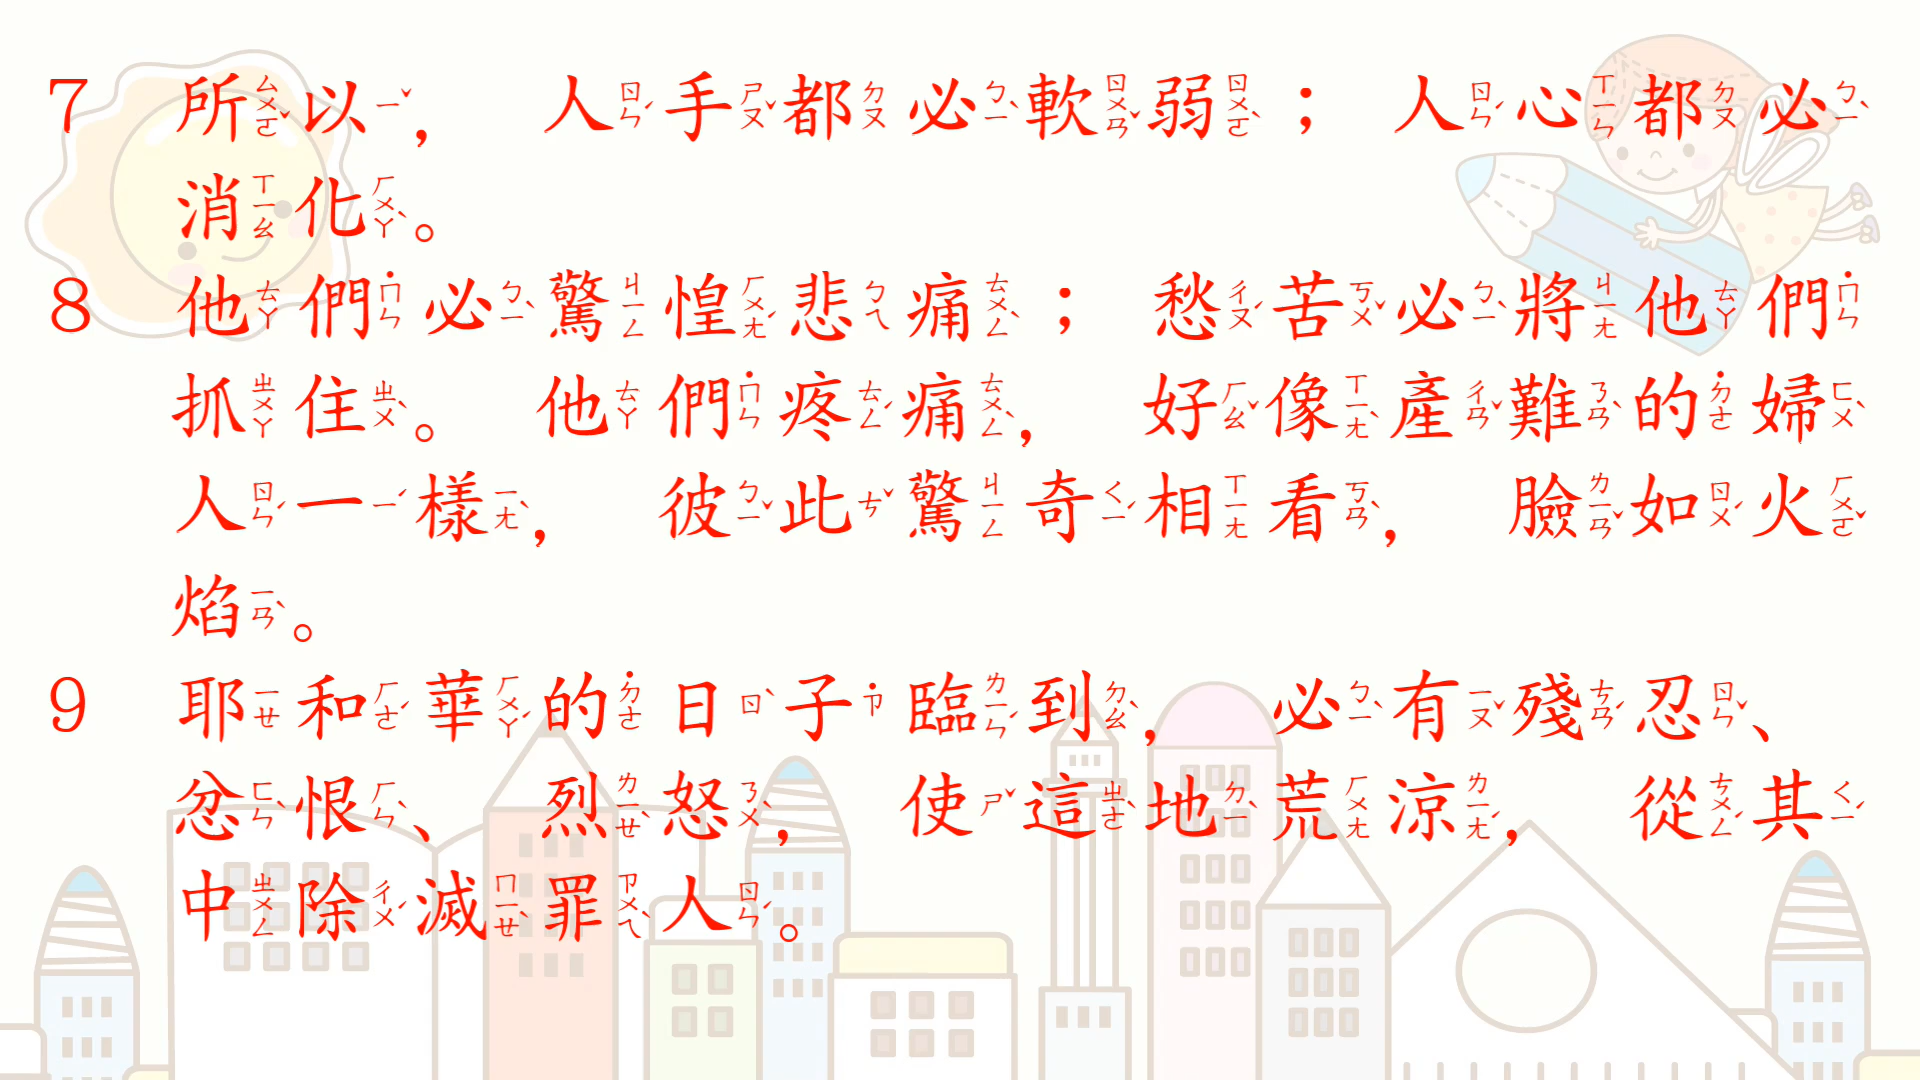 7 所以， 人手都必軟弱； 人心都必
消化。
8 他們必驚惶悲痛； 愁苦必將他們
抓住。 他們疼痛， 好像產難的婦
人一樣， 彼此驚奇相看， 臉如火
焰。
9 耶和華的日子臨到， 必有殘忍、
忿恨、 烈怒， 使這地荒涼， 從其
中除滅罪人。